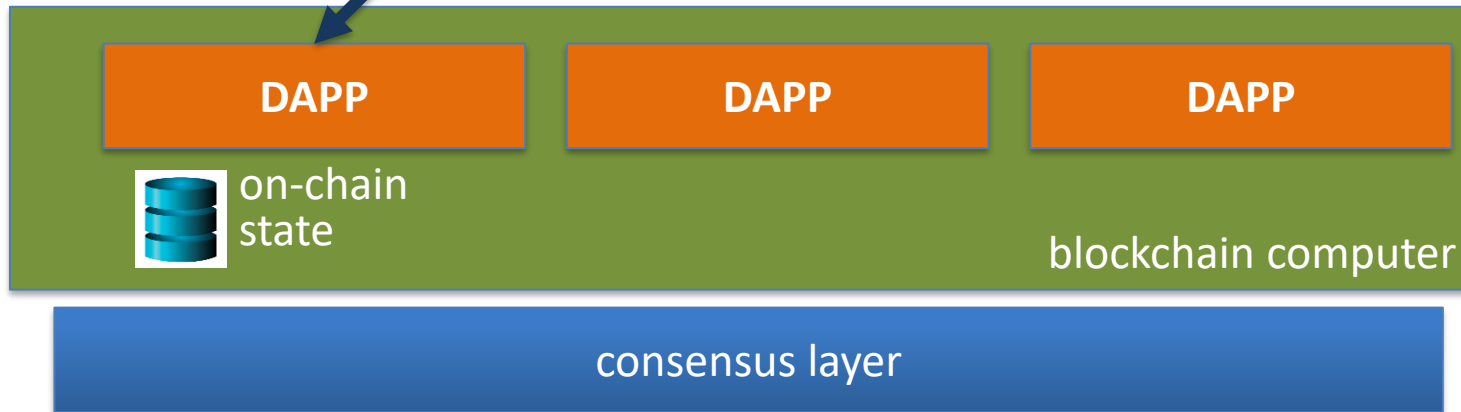 DAPP
DAPP
DAPP
on-chain
state
blockchain computer
consensus layer